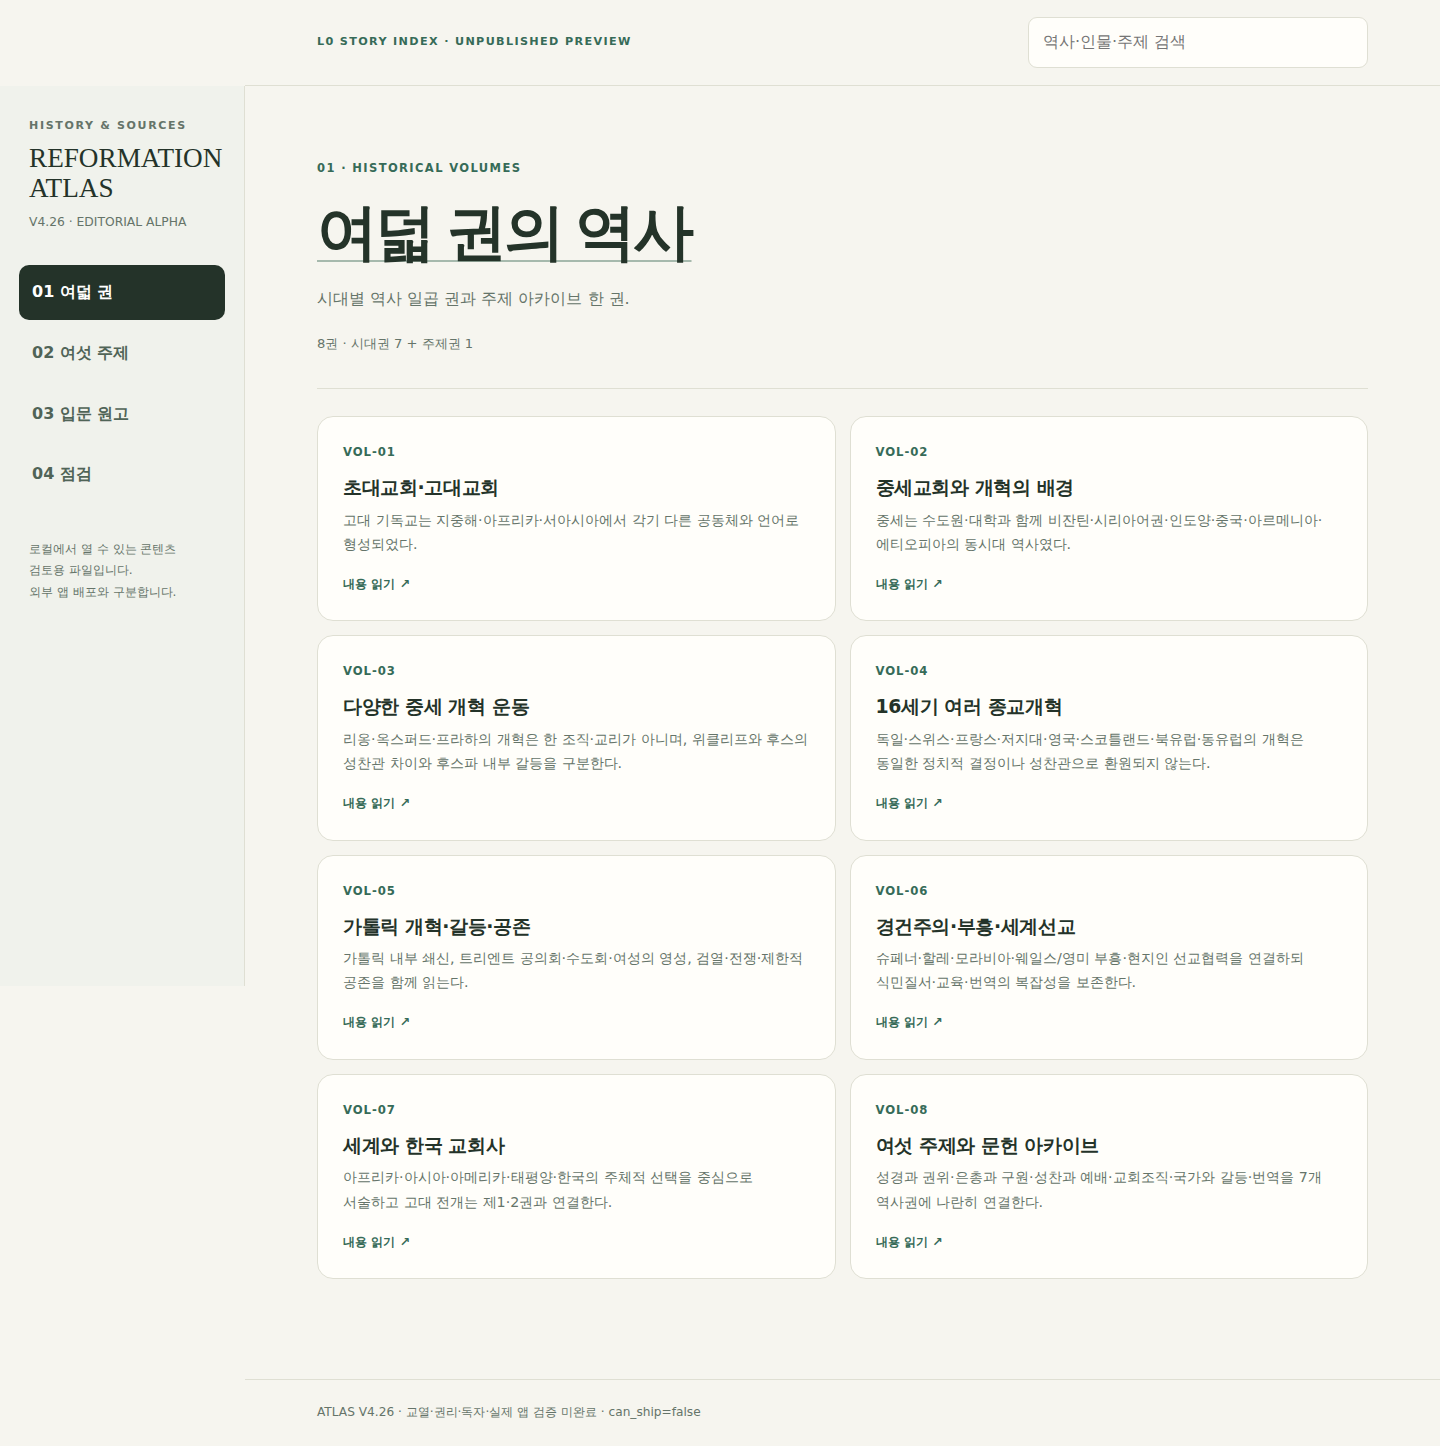 L0 STORY INDEX · UNPUBLISHED PREVIEW
역사·인물·주제 검색
HISTORY & SOURCES
REFORMATION
ATLAS
V4.26 · EDITORIAL ALPHA
01 여덟 권
02 여섯 주제
03 입문 원고
04 점검
로컬에서 열 수 있는 콘텐츠
검토용 파일입니다.
외부 앱 배포와 구분합니다.
01 · HISTORICAL VOLUMES
여덟 권의 역사
시대별 역사 일곱 권과 주제 아카이브 한 권.
8권 · 시대권 7 + 주제권 1
VOL-01
초대교회·고대교회
고대 기독교는 지중해·아프리카·서아시아에서 각기 다른 공동체와 언어로
형성되었다.
내용 읽기 ↗
VOL-02
중세교회와 개혁의 배경
중세는 수도원·대학과 함께 비잔틴·시리아어권·인도양·중국·아르메니아·
에티오피아의 동시대 역사였다.
내용 읽기 ↗
VOL-03
다양한 중세 개혁 운동
리옹·옥스퍼드·프라하의 개혁은 한 조직·교리가 아니며, 위클리프와 후스의
성찬관 차이와 후스파 내부 갈등을 구분한다.
내용 읽기 ↗
VOL-04
16세기 여러 종교개혁
독일·스위스·프랑스·저지대·영국·스코틀랜드·북유럽·동유럽의 개혁은
동일한 정치적 결정이나 성찬관으로 환원되지 않는다.
내용 읽기 ↗
VOL-05
가톨릭 개혁·갈등·공존
가톨릭 내부 쇄신, 트리엔트 공의회·수도회·여성의 영성, 검열·전쟁·제한적
공존을 함께 읽는다.
내용 읽기 ↗
VOL-06
경건주의·부흥·세계선교
슈페너·할레·모라비아·웨일스/영미 부흥·현지인 선교협력을 연결하되
식민질서·교육·번역의 복잡성을 보존한다.
내용 읽기 ↗
VOL-07
세계와 한국 교회사
아프리카·아시아·아메리카·태평양·한국의 주체적 선택을 중심으로
서술하고 고대 전개는 제1·2권과 연결한다.
내용 읽기 ↗
VOL-08
여섯 주제와 문헌 아카이브
성경과 권위·은총과 구원·성찬과 예배·교회조직·국가와 갈등·번역을 7개
역사권에 나란히 연결한다.
내용 읽기 ↗
ATLAS V4.26 · 교열·권리·독자·실제 앱 검증 미완료 · can_ship=false